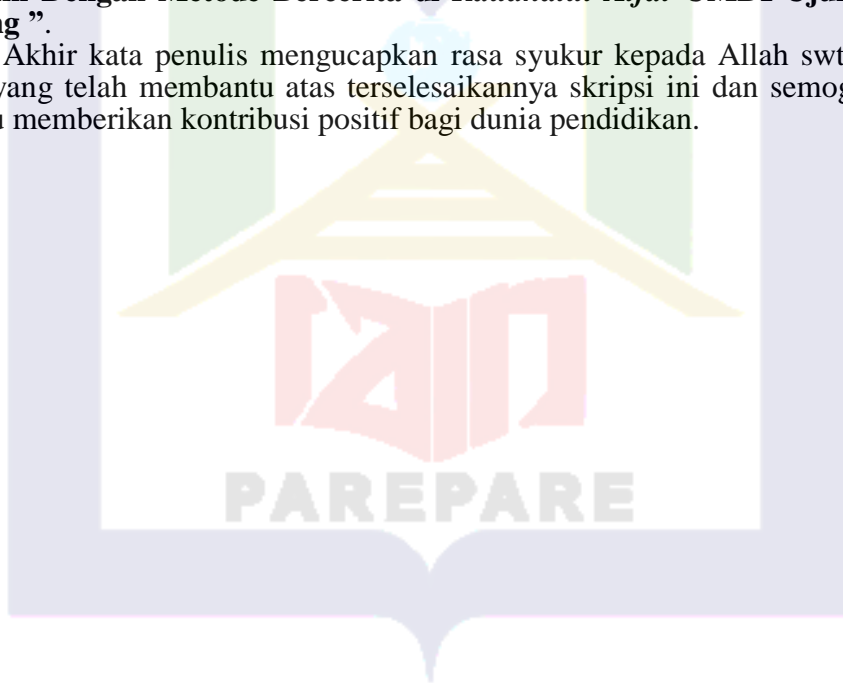 Dengan Metode Bercerita di
ng ”.
Akhir kata penulis mengucapkan rasa syukur kepada Allah swt
yang telah membantu atas terselesaikannya skripsi ini dan semog
u memberikan kontribusi positif bagi dunia pendidikan.
iain
PAREPARE